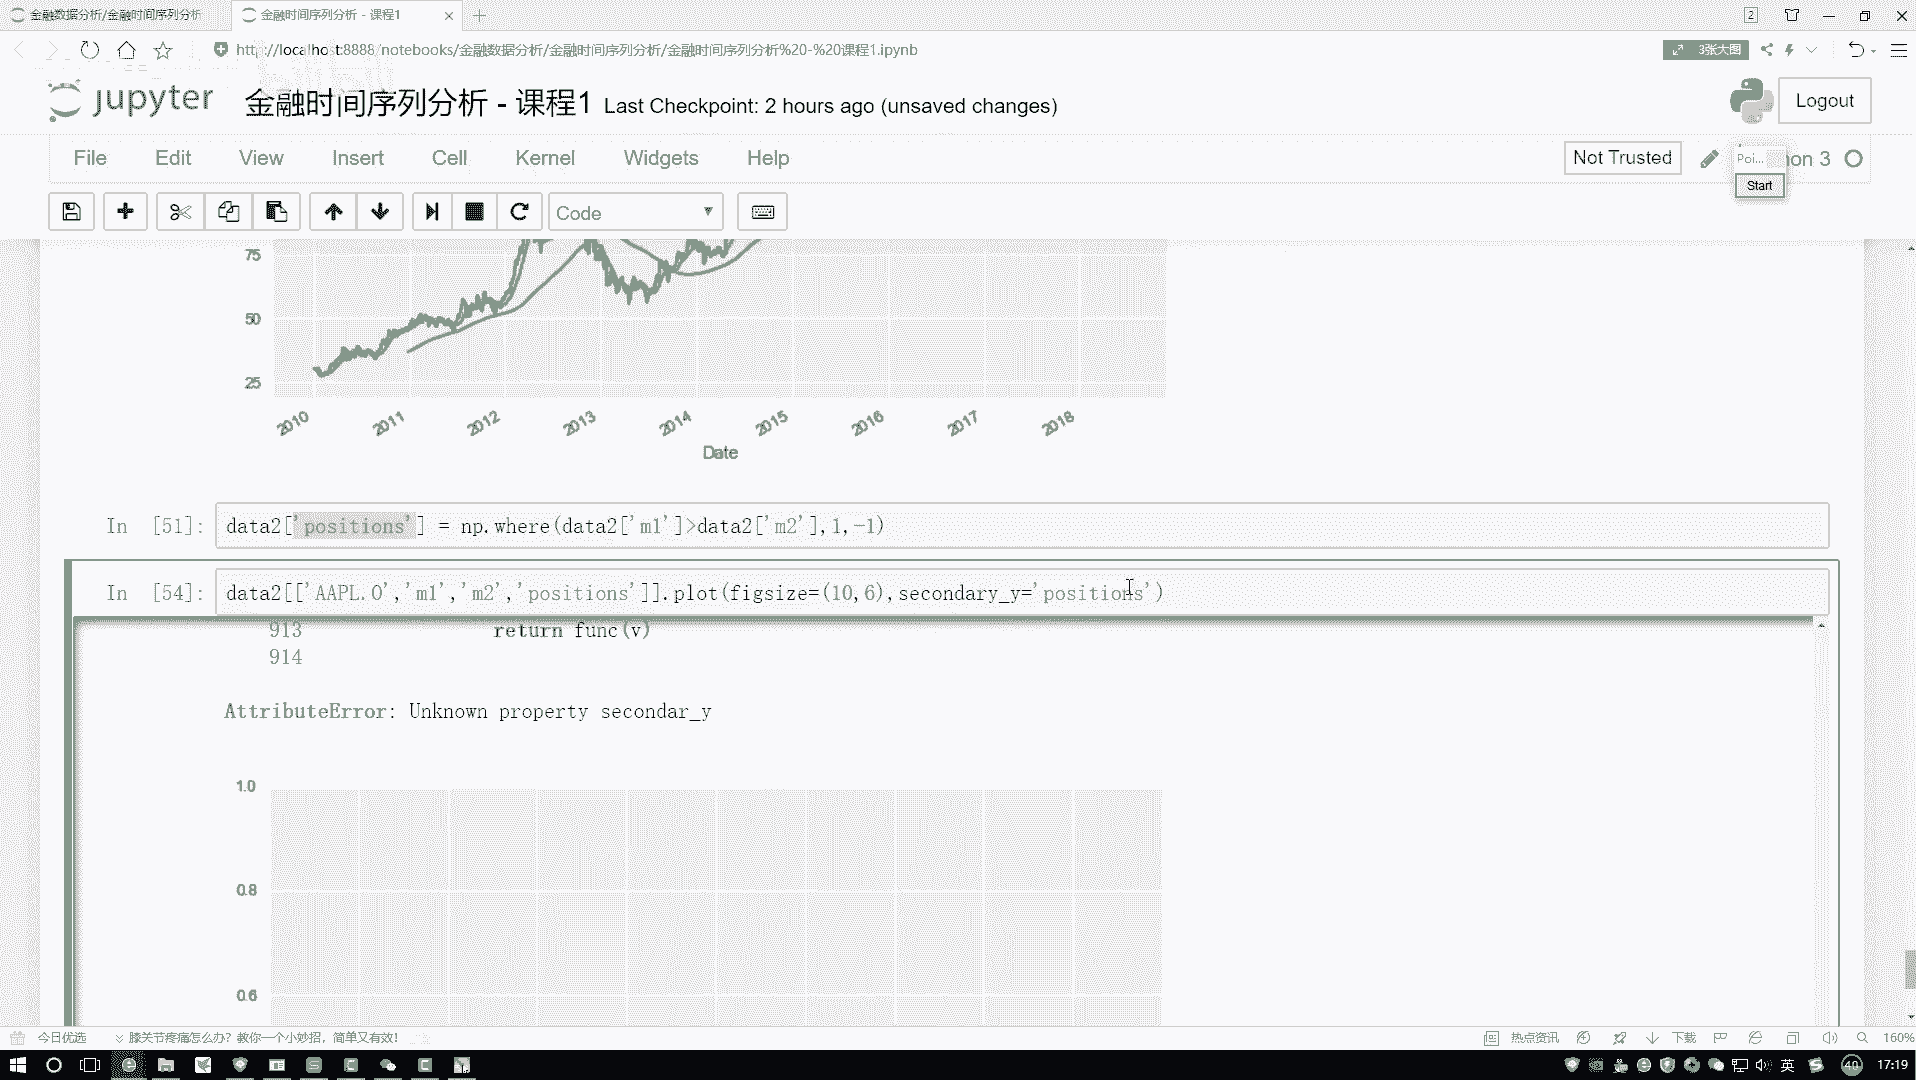 金融数据分析/金融时间序列分析
金融时间序列分析 - 课程1
2
http://localhost:8888/notebooks/金融数据分析/金融时间序列分析/金融时间序列分析%20-%20课程1.ipynb
3张大图
jupyter
金融时间序列分析 - 课程1 Last Checkpoint: 2 hours ago (unsaved changes)
Logout
File Edit View Insert Cell Kernel Widgets Help
Not Trusted
Poi...
hon 3
Start
Code
75
50
25
2010 2011 2012 2013 2014 2015 2016 2017 2018
Date
In [51]: data2['positions'] = np.where(data2['m1']>data2['m2'],1,-1)
In [54]: data2[['AAPL.O','m1','m2','positions']].plot(figsize=(10,6),secondary_y='positions')
913 return func(v)
914
AttributeError: Unknown property secondar_y
1.0
0.8
0.6
今日优选
膝关节疼痛怎么办？教你一个小妙招，简单又有效！
热点资讯
下载
160%
英
40
17:19